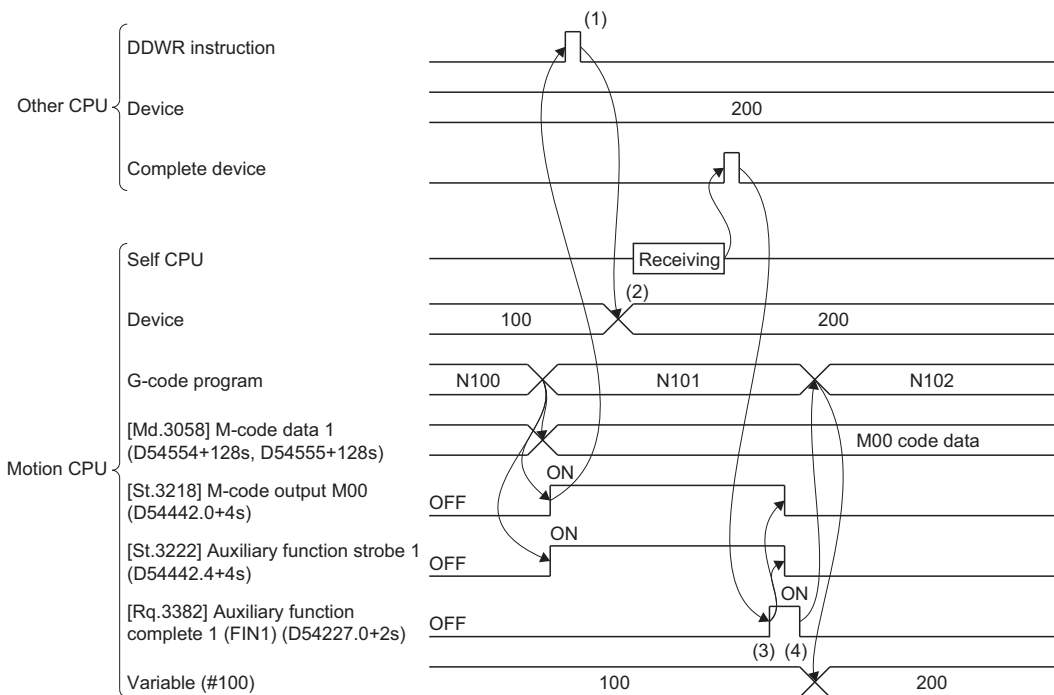 (1)
DDWR instruction
Other CPU
Device
200
Complete device
Self CPU
Receiving
(2)
Device
100
200
G-code program
N100
N101
N102
[Md.3058] M-code data 1
(D54554+128s, D54555+128s)
M00 code data
Motion CPU
ON
[St.3218] M-code output M00
(D54442.0+4s)
OFF
ON
[St.3222] Auxiliary function strobe 1
(D54442.4+4s)
OFF
ON
[Rq.3382] Auxiliary function
complete 1 (FIN1) (D54227.0+2s)
OFF
(3)
(4)
Variable (#100)
100
200